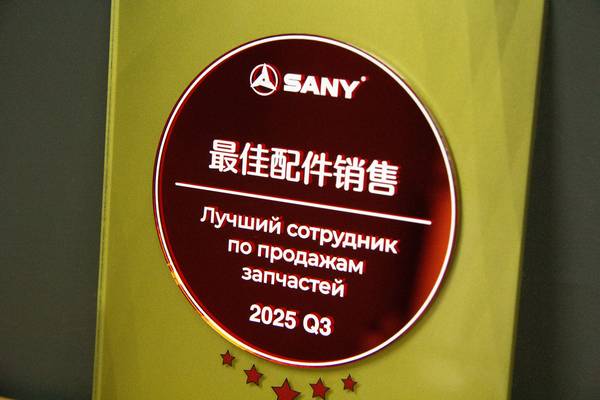 SANY
最佳配件销售
Лучший сотрудник
по продажам
запчастей
2025 Q3